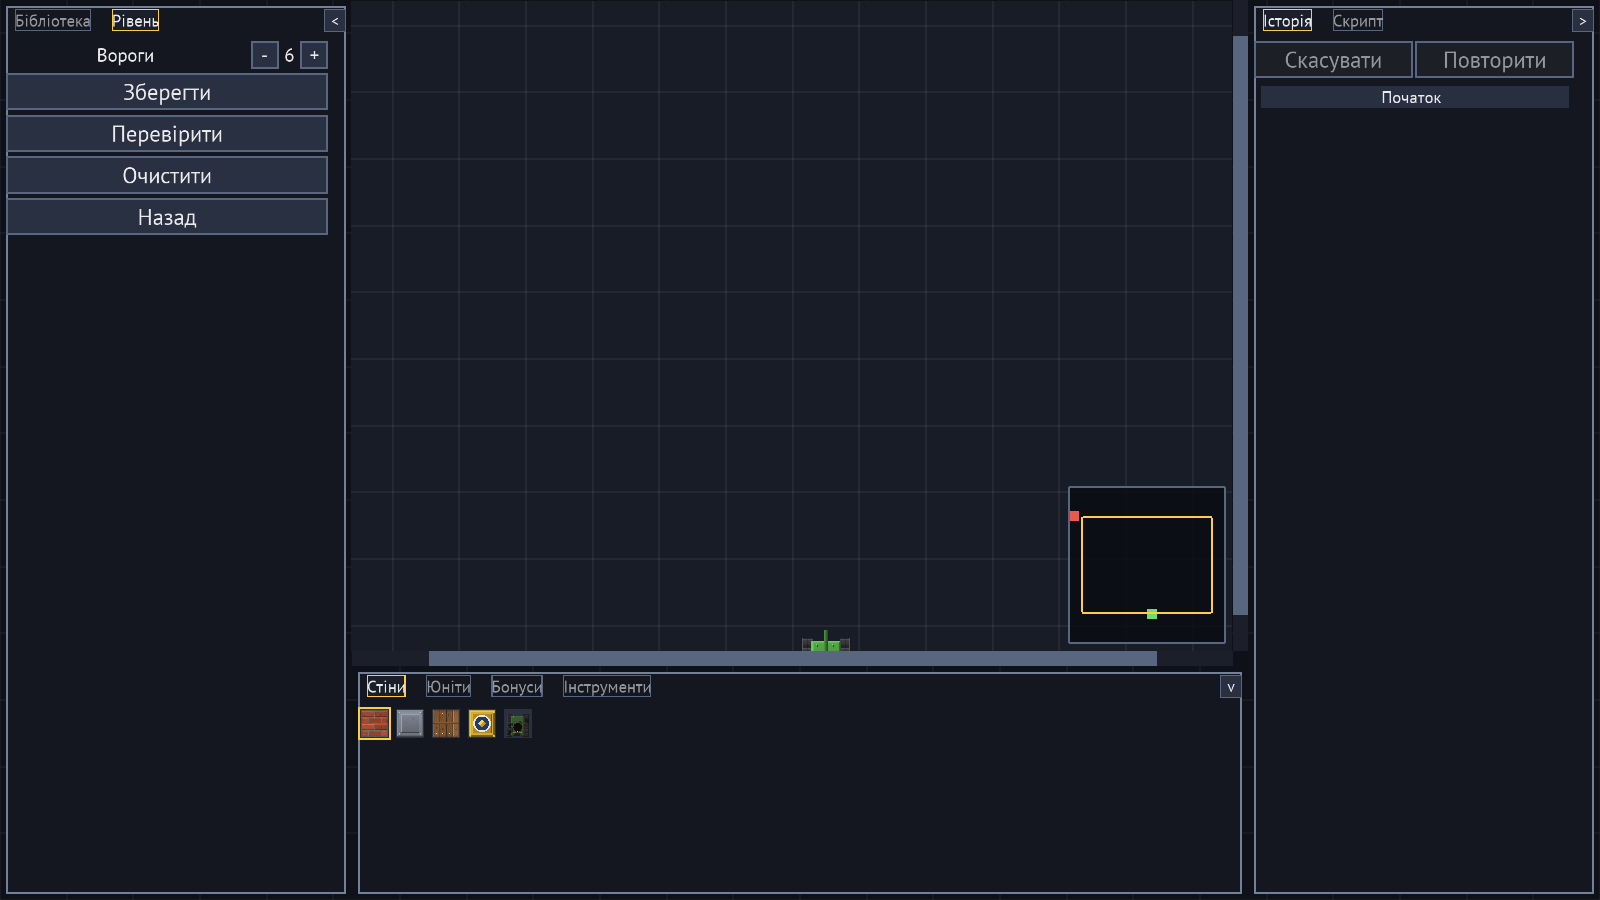 Бібліотека Рівень <
Вороги - 6 +
Зберегти
Перевірити
Очистити
Назад
Стіни Юніти Бонуси Інструменти v
Історія Скрипт >
Скасувати Повторити
Початок